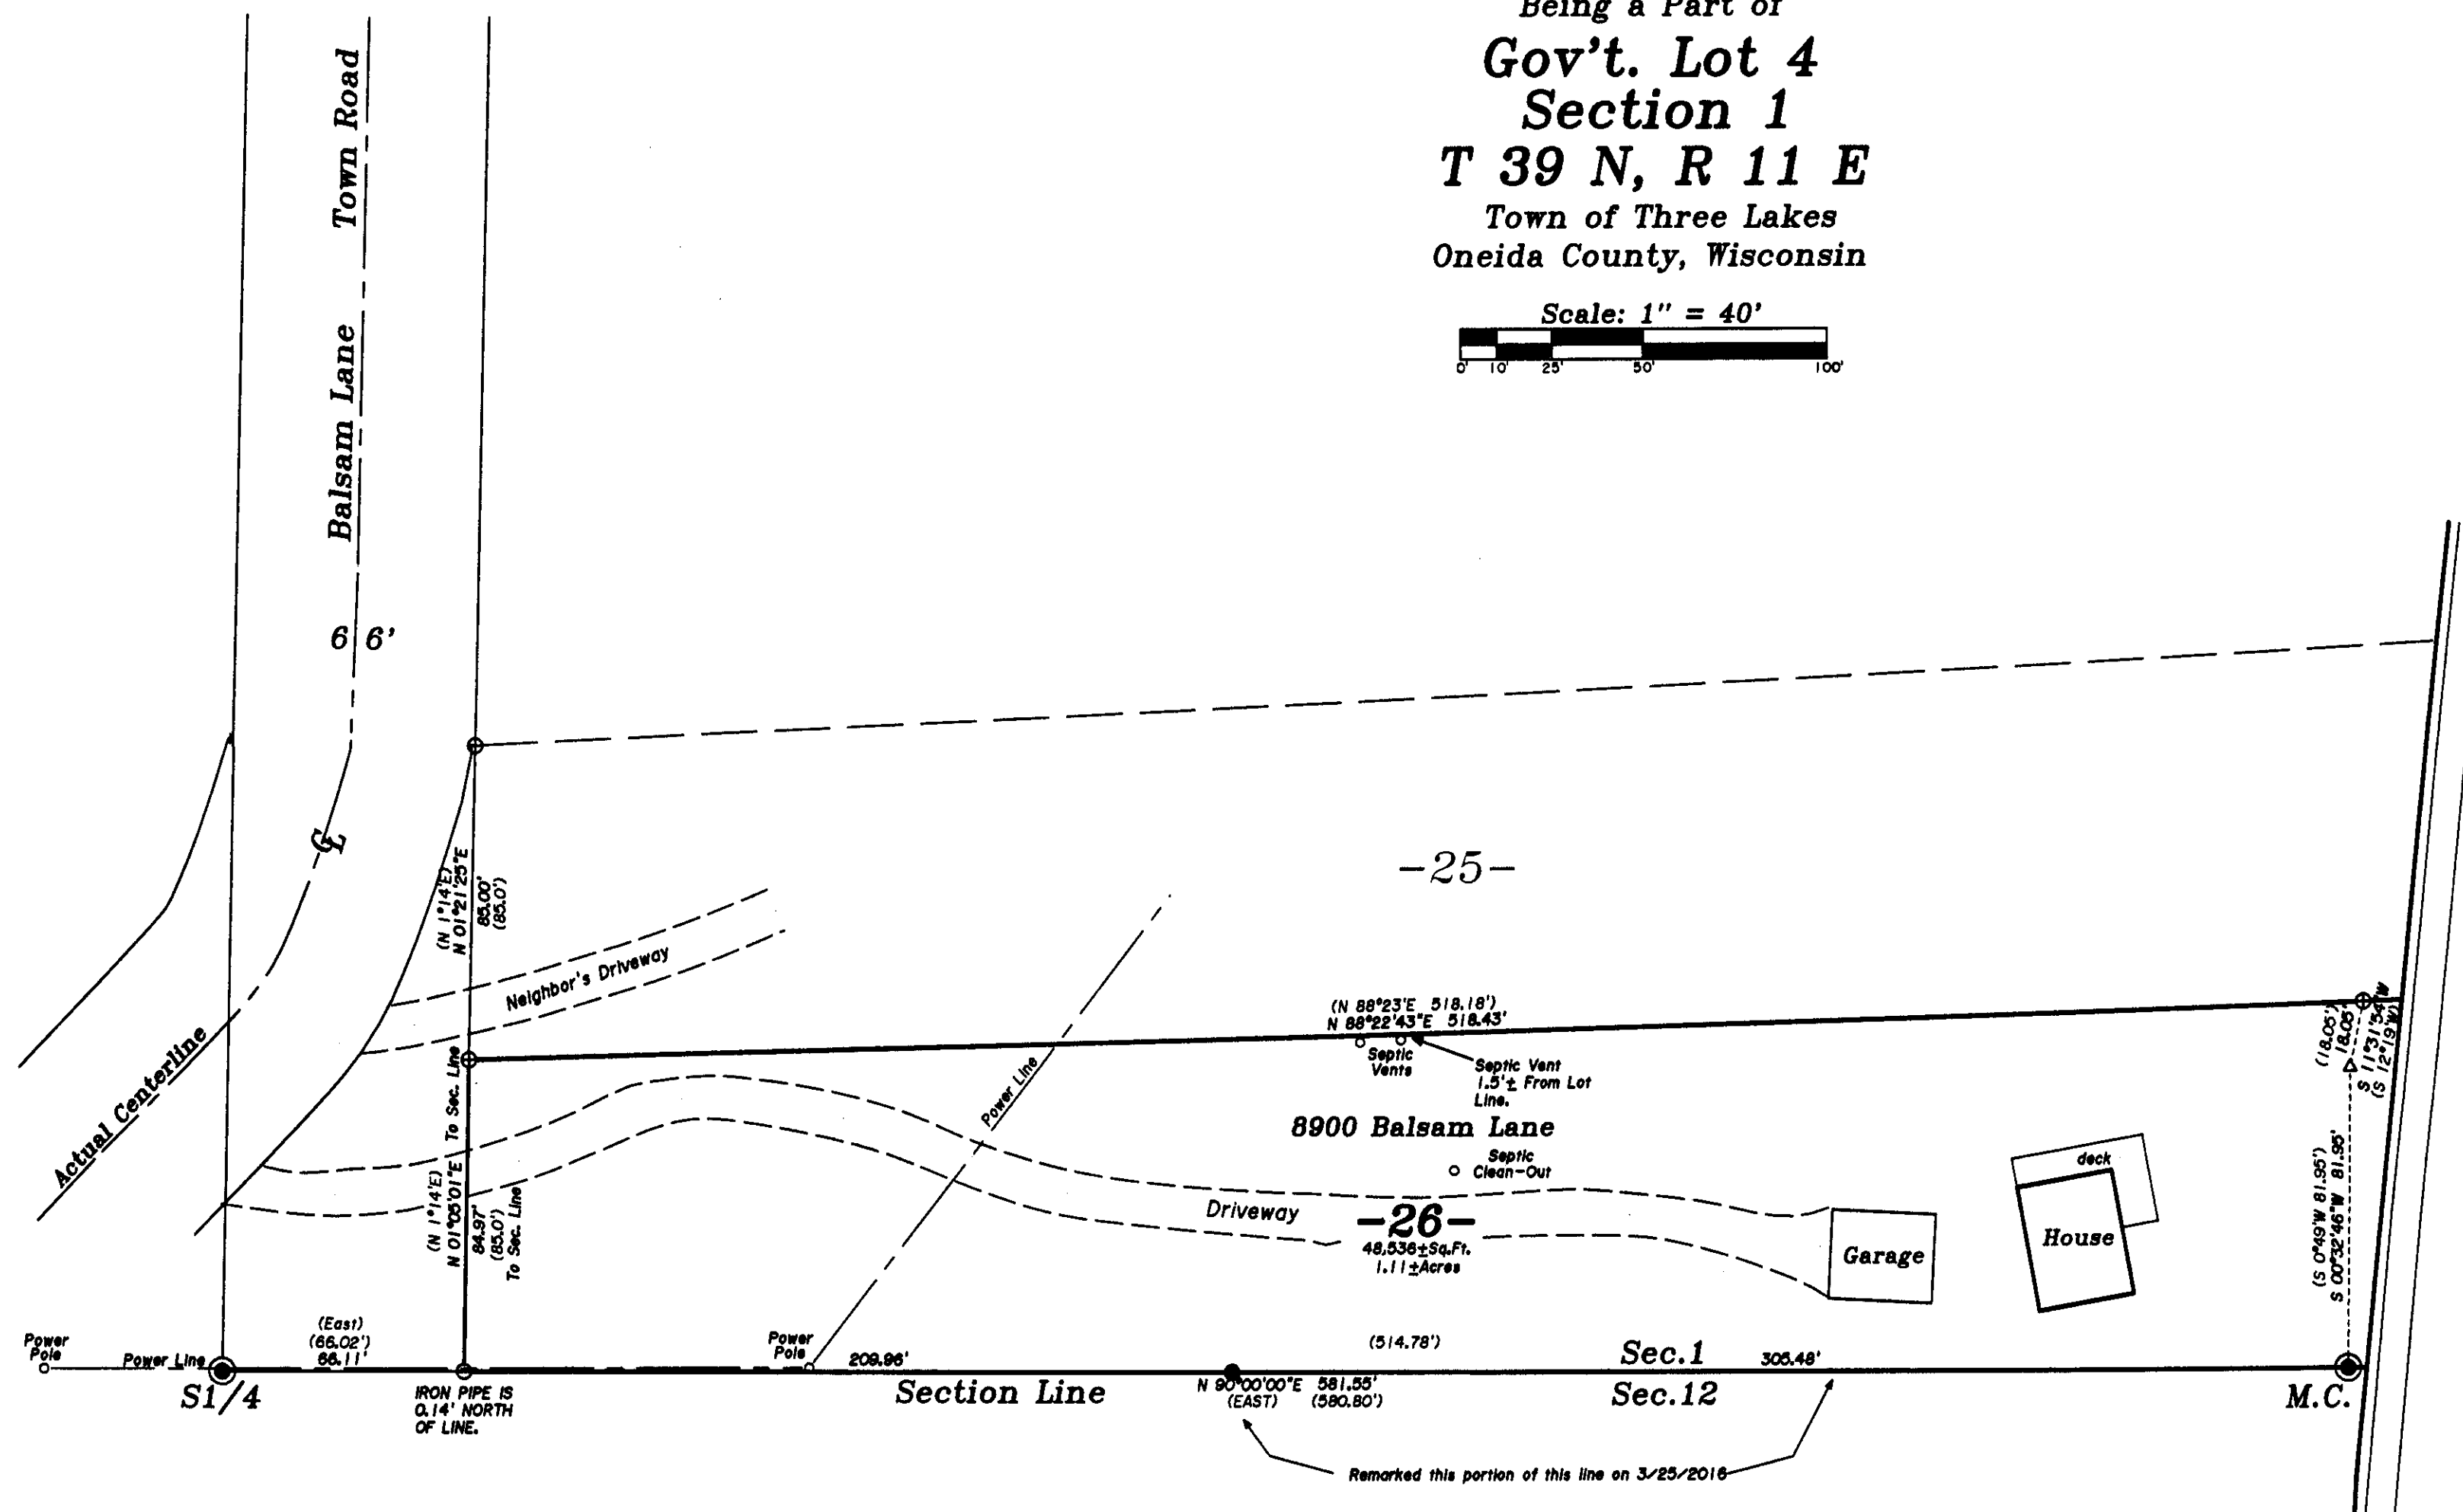 Being a Part of
Gov't. Lot 4
Section 1
T 39 N, R 11 E
Town of Three Lakes
Oneida County, Wisconsin
Scale: 1" = 40'
0' 10' 25' 50' 100'
Balsam Lane Town Road
66'
CL
Actual Centerline
(N 1°14'E)
N 01°21'25"E
85.00'
(85.0')
Neighbor's Driveway
-25-
Power Line
(N 88°23'E 518.18')
N 88°22'43"E 518.43'
Septic
Vents
Septic Vent
1.5'± From Lot
Line.
8900 Balsam Lane
Septic
Clean-Out
Driveway
-26-
48,536±Sq.Ft.
1.11±Acres
Garage
deck
House
(18.05')
18.05'
S 11°31'54"W
(S 12°19'W)
(S 0°49'W 81.95')
S 00°32'46"W 81.95'
(N 1°14'E)
N 01°05'01"E To Sec. Line
84.97'
(85.0')
To Sec. Line
Power
Pole
Power Line
(East)
(66.02')
66.11'
S1/4
IRON PIPE IS
0.14' NORTH
OF LINE.
Power
Pole
209.96'
(514.78')
Sec.1
305.48'
Section Line
N 90°00'00"E 581.55'
(EAST) (580.80')
Sec.12
M.C.
Remarked this portion of this line on 3/25/2016